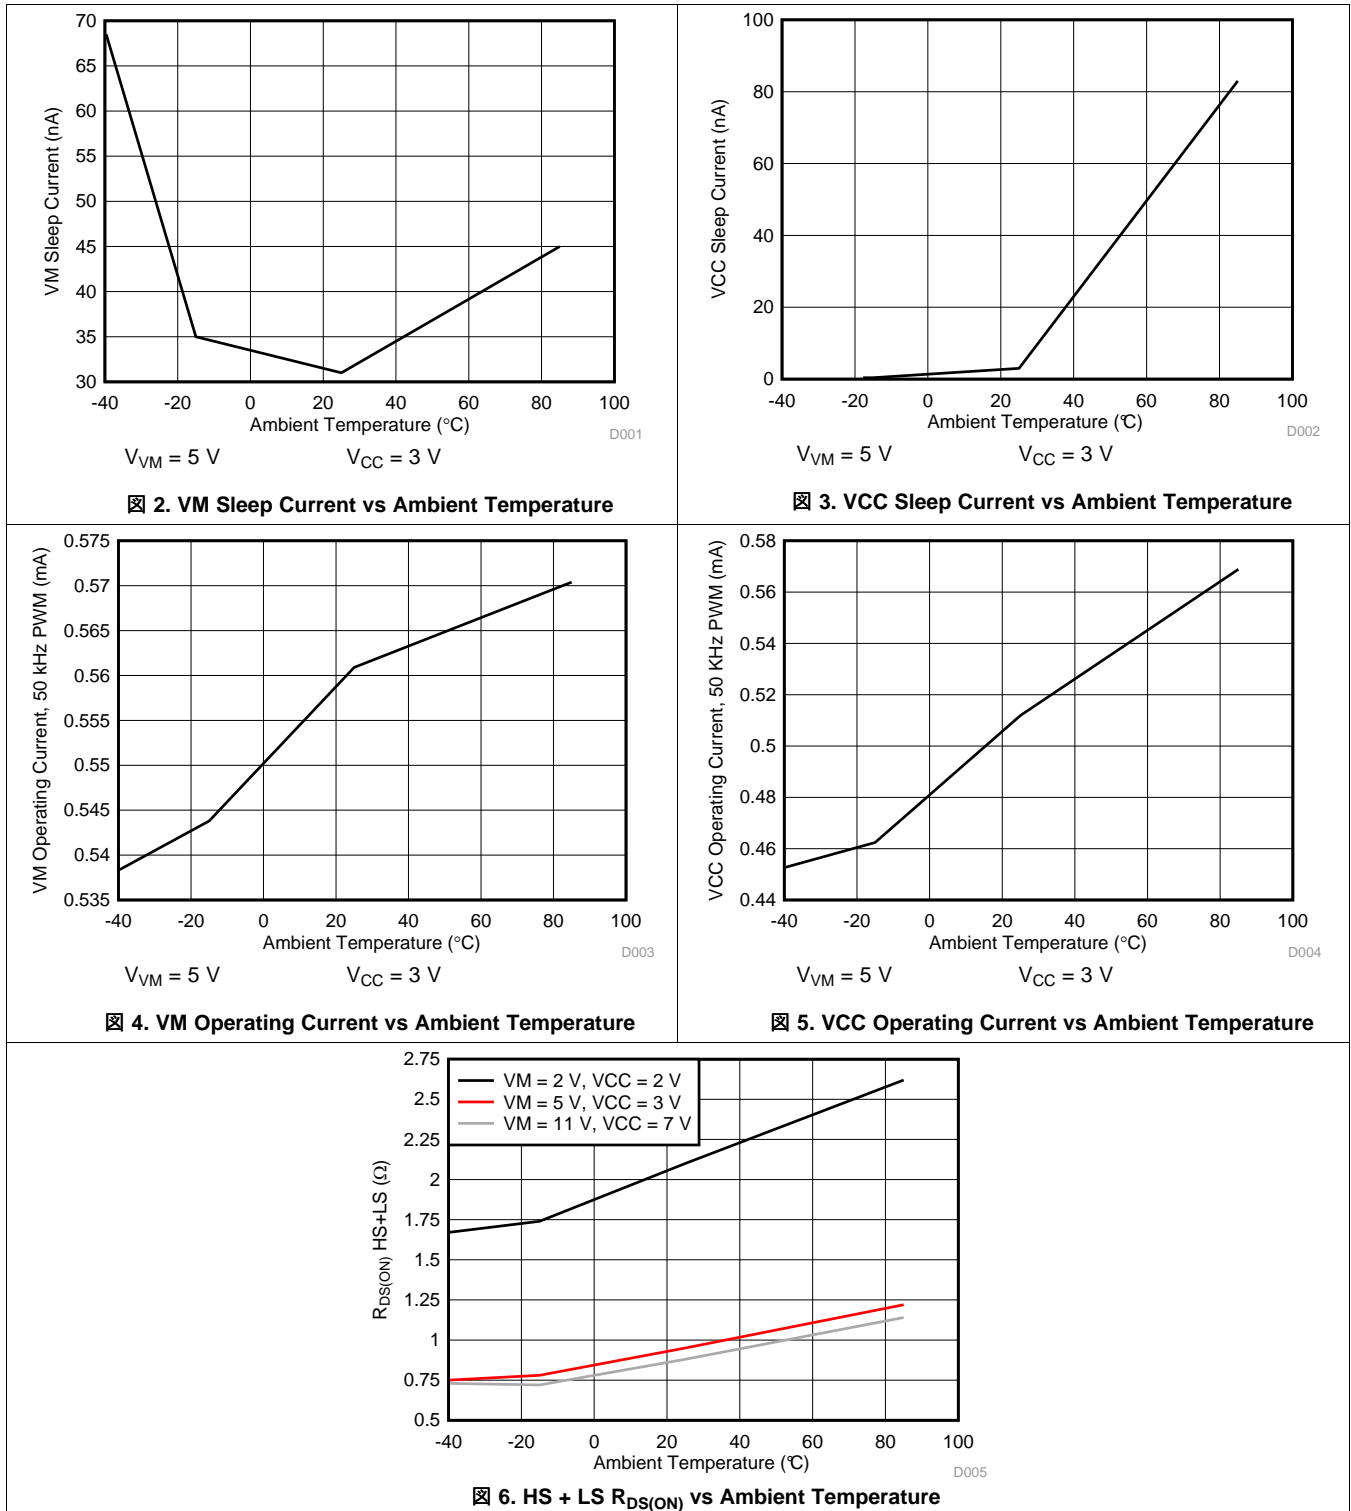 70
65
60
55
50
45
40
35
30
VM Sleep Current (nA)
-40 -20 0 20 40 60 80 100
Ambient Temperature (°C)
D001
V_VM = 5 V V_CC = 3 V
図 2. VM Sleep Current vs Ambient Temperature
100
80
60
40
20
0
VCC Sleep Current (nA)
-40 -20 0 20 40 60 80 100
Ambient Temperature (°C)
D002
V_VM = 5 V V_CC = 3 V
図 3. VCC Sleep Current vs Ambient Temperature
0.575
0.57
0.565
0.56
0.555
0.55
0.545
0.54
0.535
VM Operating Current, 50 kHz PWM (mA)
-40 -20 0 20 40 60 80 100
Ambient Temperature (°C)
D003
V_VM = 5 V V_CC = 3 V
図 4. VM Operating Current vs Ambient Temperature
0.58
0.56
0.54
0.52
0.5
0.48
0.46
0.44
VCC Operating Current, 50 KHz PWM (mA)
-40 -20 0 20 40 60 80 100
Ambient Temperature (°C)
D004
V_VM = 5 V V_CC = 3 V
図 5. VCC Operating Current vs Ambient Temperature
2.75
2.5
2.25
2
1.75
1.5
1.25
1
0.75
0.5
R_DS(ON) HS+LS (Ω)
VM = 2 V, VCC = 2 V
VM = 5 V, VCC = 3 V
VM = 11 V, VCC = 7 V
-40 -20 0 20 40 60 80 100
Ambient Temperature (°C)
D005
図 6. HS + LS R_DS(ON) vs Ambient Temperature